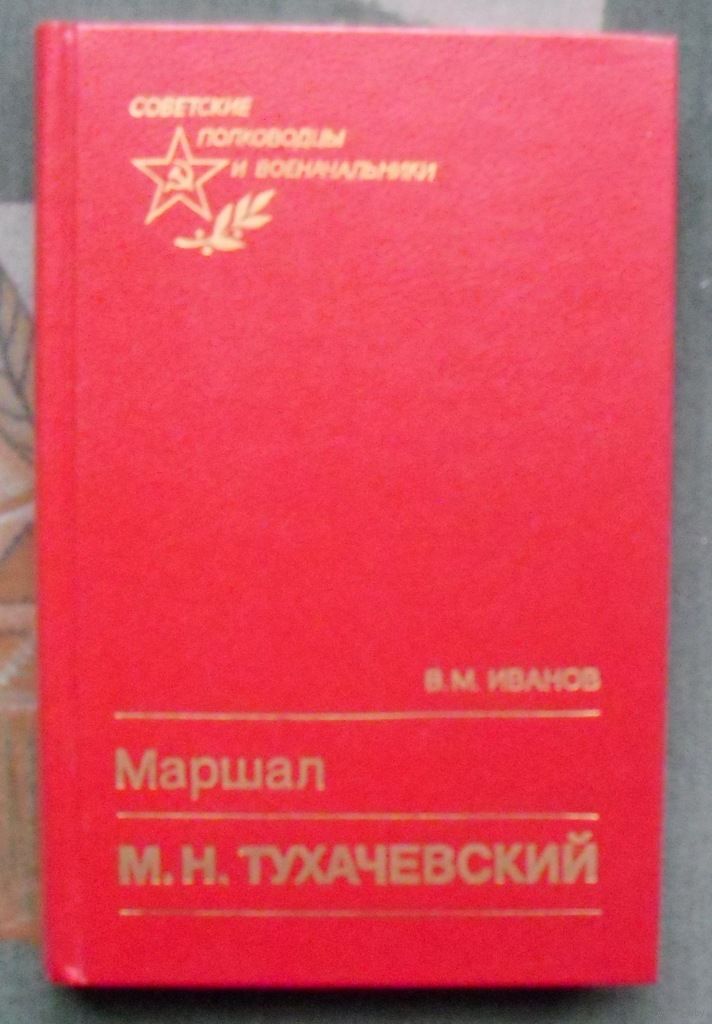 СОВЕТСКИЕ
ПОЛКОВОДЦЫ
И ВОЕНАЧАЛЬНИКИ
В.М. ИВАНОВ
Маршал
М.Н. ТУХАЧЕВСКИЙ